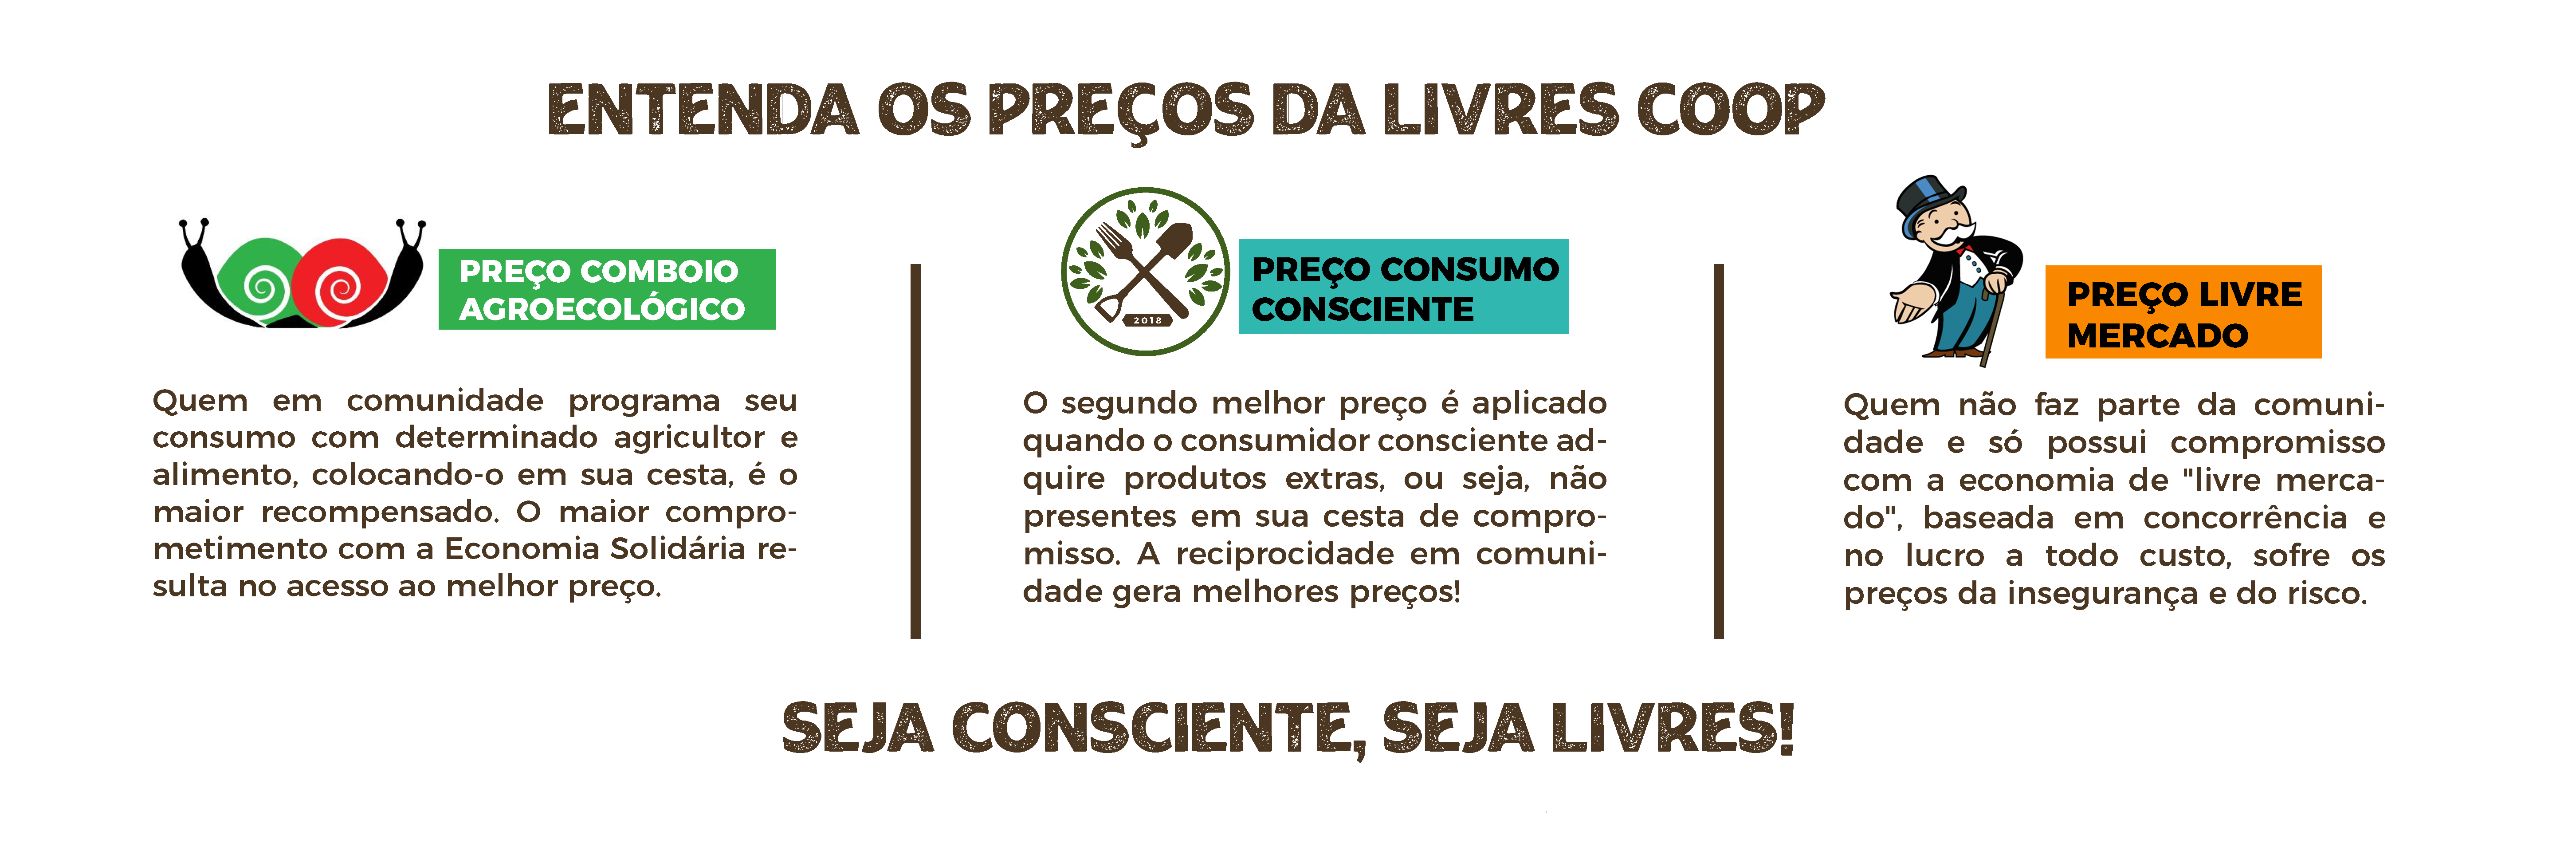 ENTENDA OS PREÇOS DA LIVRES COOP
PREÇO COMBOIO
AGROECOLÓGICO
Quem em comunidade programa seu
consumo com determinado agricultor e
alimento, colocando-o em sua cesta, é o
maior recompensado. O maior compro-
metimento com a Economia Solidária re-
sulta no acesso ao melhor preço.
2018
PREÇO CONSUMO
CONSCIENTE
O segundo melhor preço é aplicado
quando o consumidor consciente ad-
quire produtos extras, ou seja, não
presentes em sua cesta de compro-
misso. A reciprocidade em comuni-
dade gera melhores preços!
PREÇO LIVRE
MERCADO
Quem não faz parte da comuni-
dade e só possui compromisso
com a economia de "livre merca-
do", baseada em concorrência e
no lucro a todo custo, sofre os
preços da insegurança e do risco.
SEJA CONSCIENTE, SEJA LIVRES!